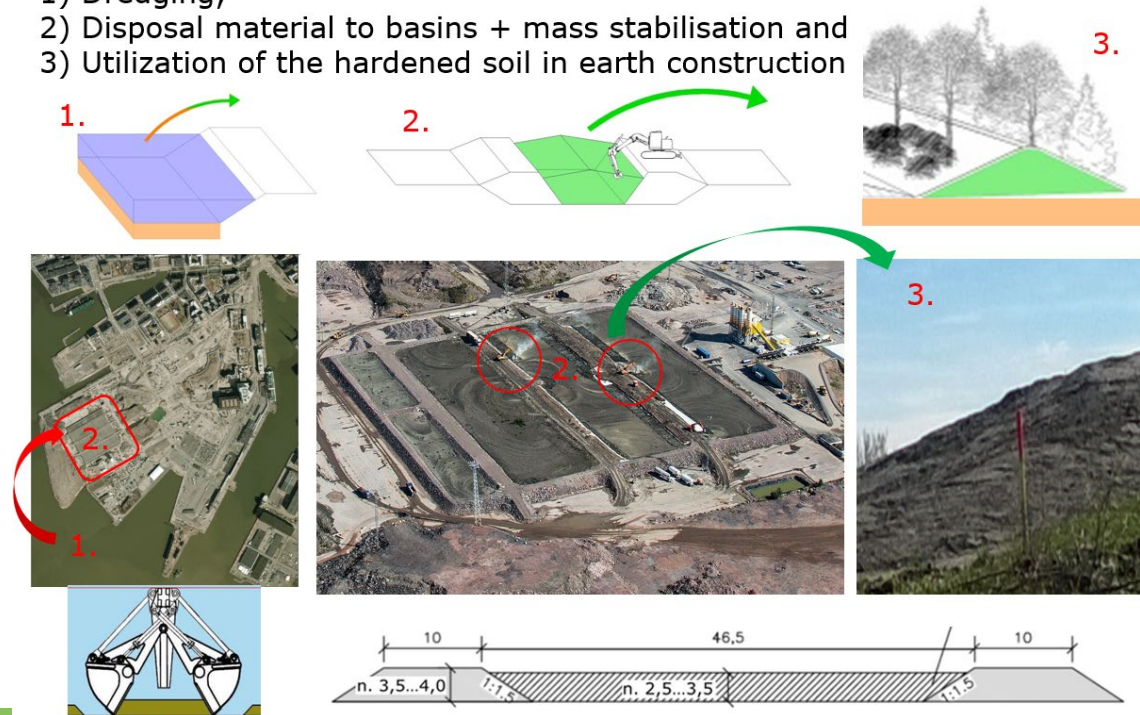 1) Dredging,
2) Disposal material to basins + mass stabilisation and
3) Utilization of the hardened soil in earth construction
1.
2.
3.
2.
1.
2.
3.
10
46,5
10
n. 3,5...4,0
1:1.5
n. 2,5...3,5
1:1.5